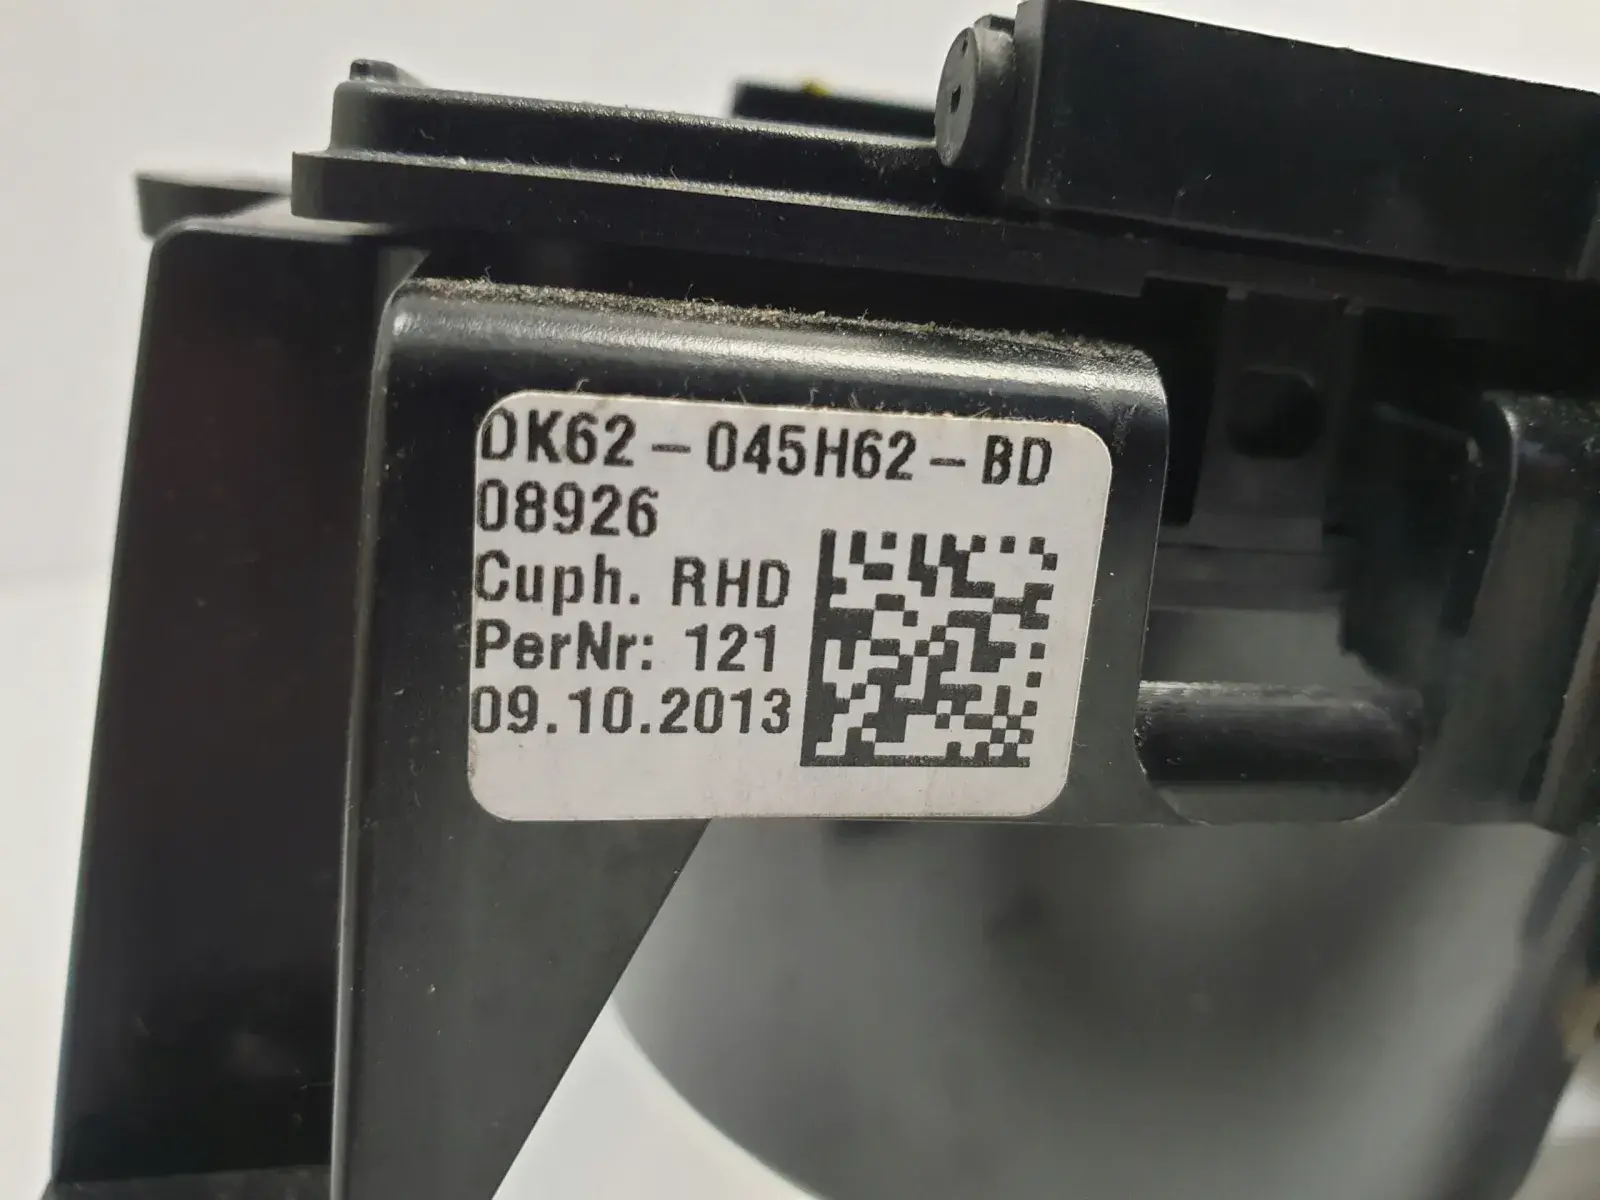 DK62-045H62-BD
08926
Cuph. RHD
PerNr: 121
09.10.2013